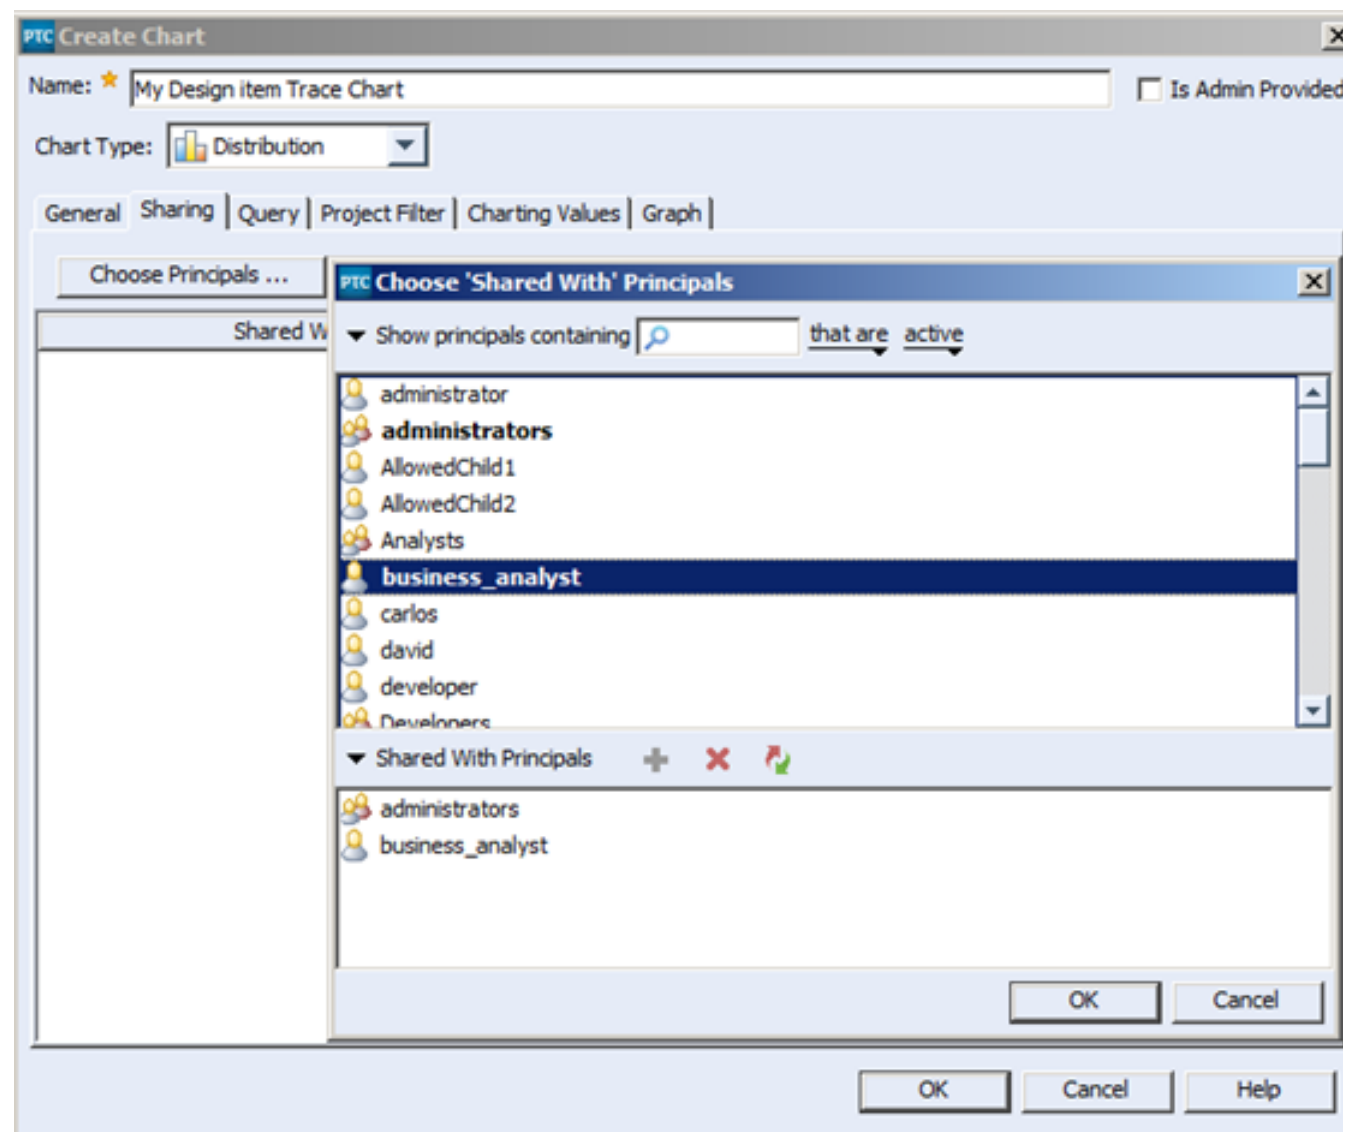 PTC Create Chart
Name: My Design item Trace Chart Is Admin Provided
Chart Type: Distribution
General Sharing Query Project Filter Charting Values Graph
Choose Principals ...
Shared W
PTC Choose 'Shared With' Principals
Show principals containing that are active
administrator
administrators
AllowedChild1
AllowedChild2
Analysts
business_analyst
carlos
david
developer
Developers
Shared With Principals
administrators
business_analyst
OK Cancel
OK Cancel Help